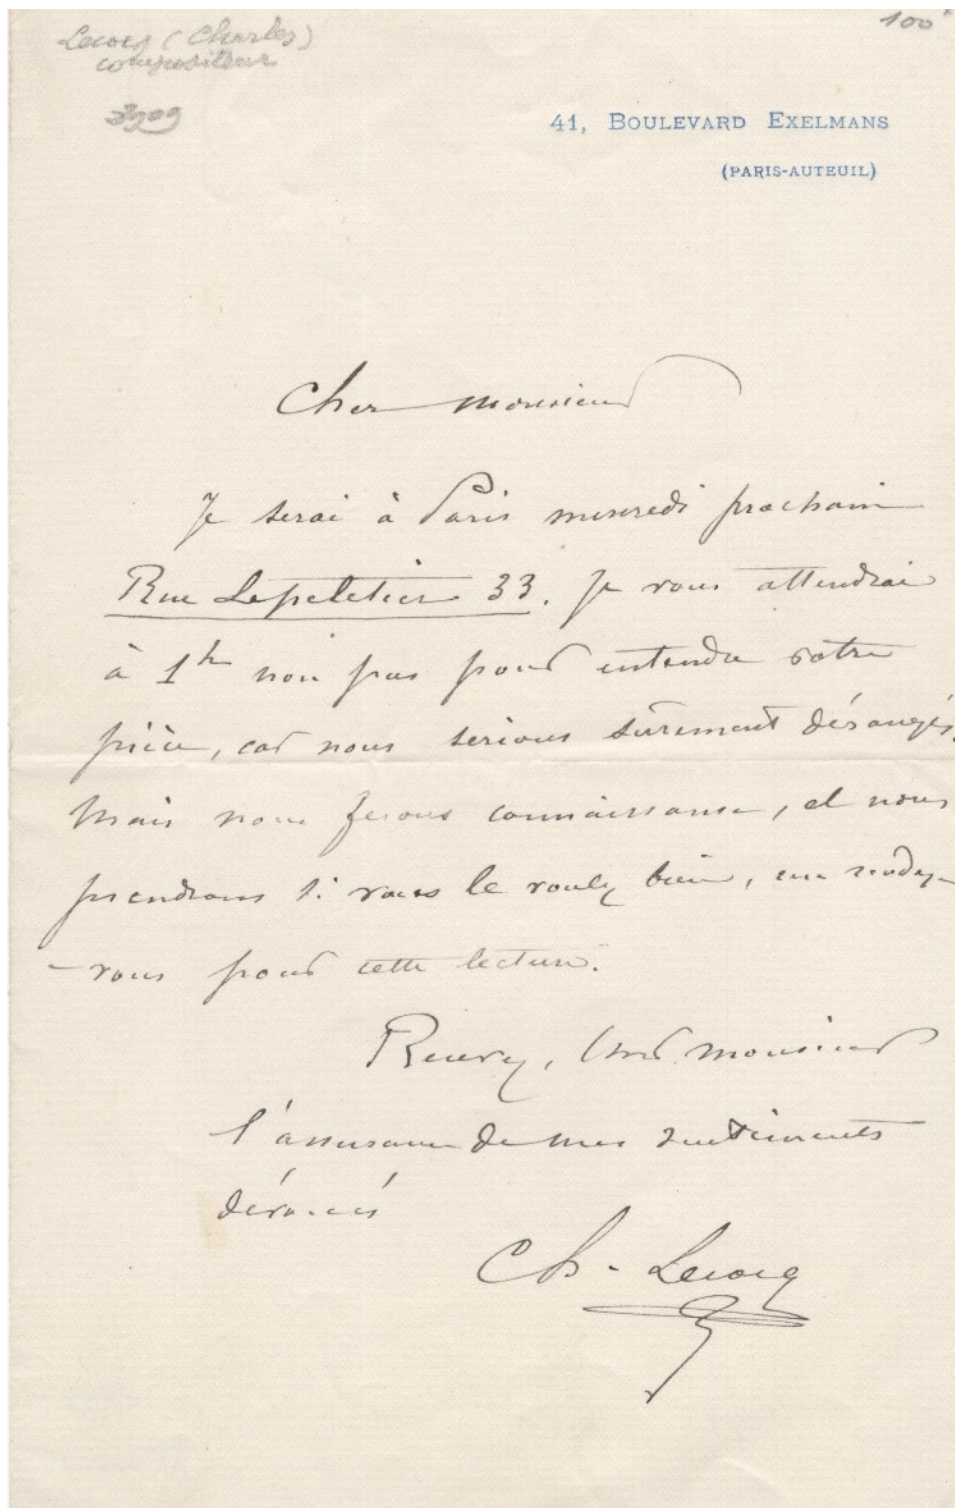 Lecocq (Charles)
compositeur
100
41, BOULEVARD EXELMANS
(PARIS-AUTEUIL)
Cher monsieur
Je serai à Paris mercredi prochain
Rue Lepeletier 33. Je vous attendrai
à 1h non pas pour entendre votre
pièce, car nous serions sûrement dérangés.
Mais nous ferons connaissance, et nous
prendrons si vous le voulez bien, un rendez-
-vous pour cette lecture.
Recevez, cher monsieur
l'assurance de mes sentiments
dévoués
Ch. Lecocq